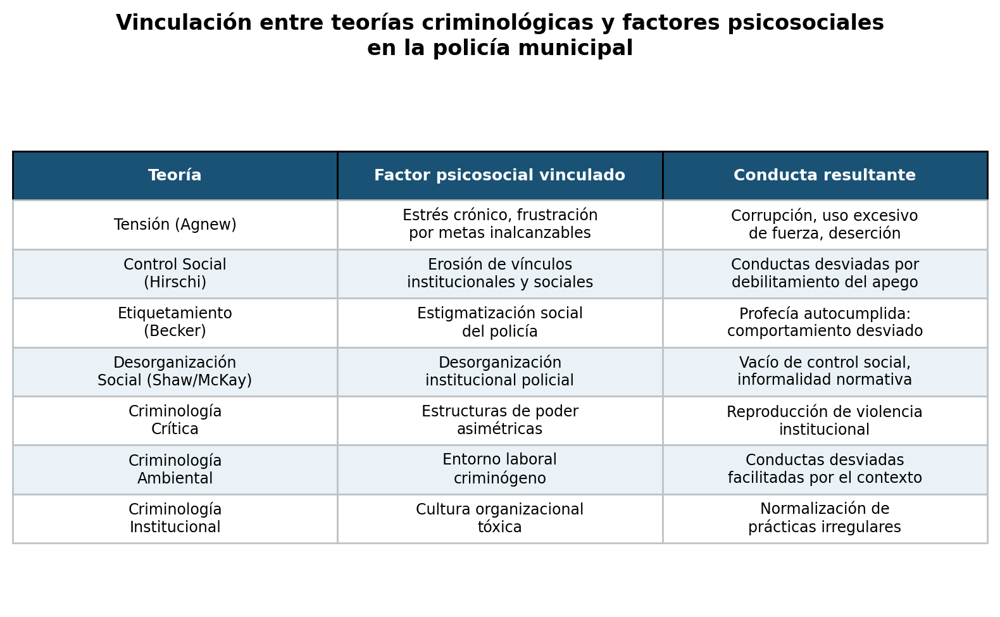 Vinculación entre teorías criminológicas y factores psicosociales
en la policía municipal
Teoría
Factor psicosocial vinculado
Conducta resultante
Tensión (Agnew)
Estrés crónico, frustración
por metas inalcanzables
Corrupción, uso excesivo
de fuerza, deserción
Control Social
(Hirschi)
Erosión de vínculos
institucionales y sociales
Conductas desviadas por
debilitamiento del apego
Etiquetamiento
(Becker)
Estigmatización social
del policía
Profecía autocumplida:
comportamiento desviado
Desorganización
Social (Shaw/McKay)
Desorganización
institucional policial
Vacío de control social,
informalidad normativa
Criminología
Crítica
Estructuras de poder
asimétricas
Reproducción de violencia
institucional
Criminología
Ambiental
Entorno laboral
criminógeno
Conductas desviadas
facilitadas por el contexto
Criminología
Institucional
Cultura organizacional
tóxica
Normalización de
prácticas irregulares